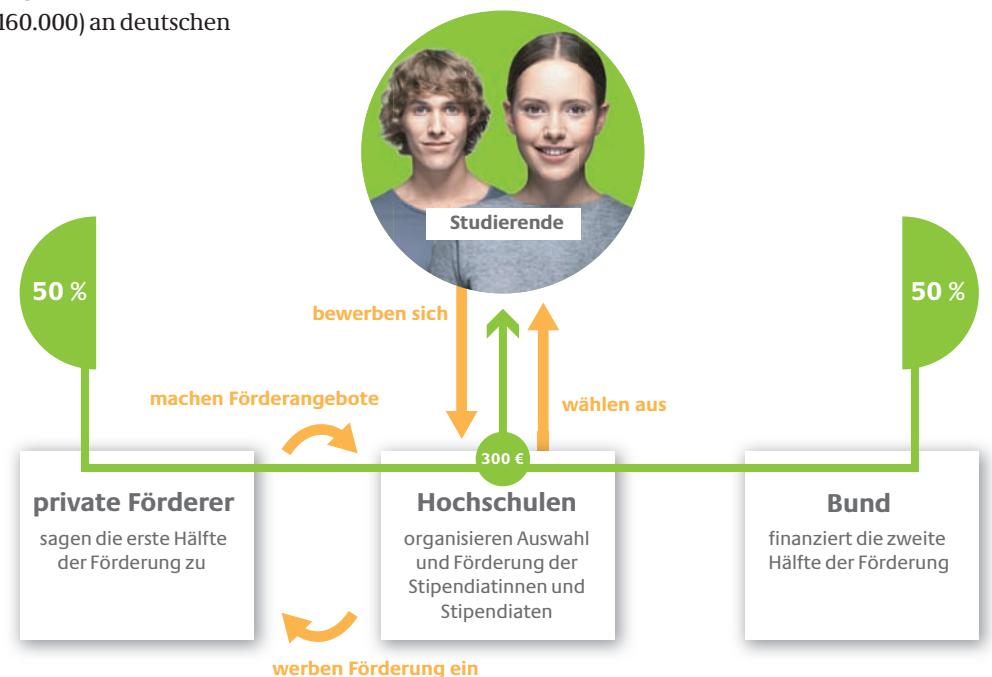 160.000) an deutschen
Studierende
50 %
50 %
bewerben sich
machen Förderangebote
wählen aus
300 €
private Förderer
sagen die erste Hälfte
der Förderung zu
Hochschulen
organisieren Auswahl
und Förderung der
Stipendiatinnen und
Stipendiaten
Bund
finanziert die zweite
Hälfte der Förderung
werben Förderung ein